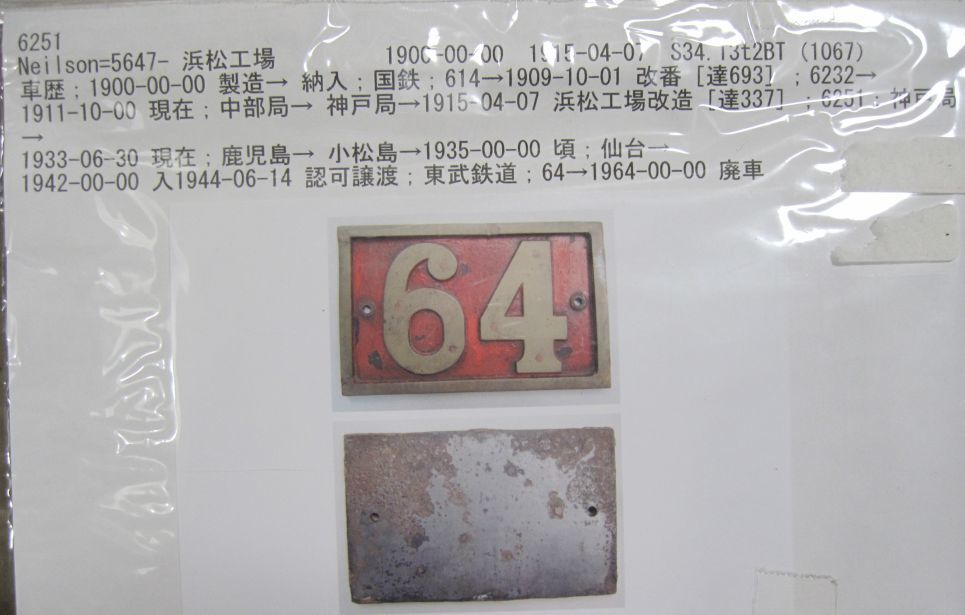 6251
Neilson=5647- 浜松工場 1900-00-00 1915-04-07 S34.13t2BT (1067)
車歴；1900-00-00 製造→ 納入；国鉄；614→1909-10-01 改番［達693］；6232→
1911-10-00 現在；中部局→ 神戸局→1915-04-07 浜松工場改造［達337］；6251；神戸局
→
1933-06-30 現在；鹿児島→ 小松島→1935-00-00 頃；仙台→
1942-00-00 入1944-06-14 認可譲渡；東武鉄道；64→1964-00-00 廃車
64